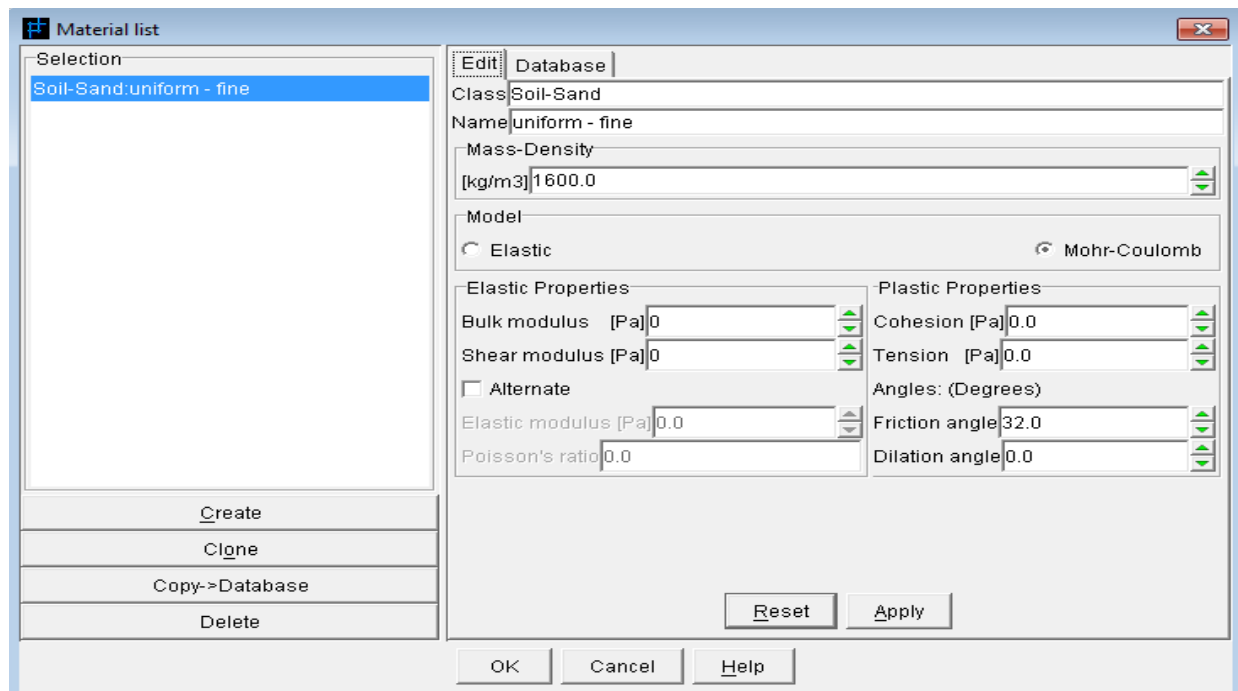 Material list
Selection
Soil-Sand:uniform - fine
Create
Clone
Copy->Database
Delete
Edit Database
Class Soil-Sand
Name uniform - fine
Mass-Density
[kg/m3] 1600.0
Model
Elastic Mohr-Coulomb
Elastic Properties
Bulk modulus [Pa] 0
Shear modulus [Pa] 0
Alternate
Elastic modulus [Pa] 0.0
Poisson's ratio 0.0
Plastic Properties
Cohesion [Pa] 0.0
Tension [Pa] 0.0
Angles: (Degrees)
Friction angle 32.0
Dilation angle 0.0
Reset Apply
OK Cancel Help